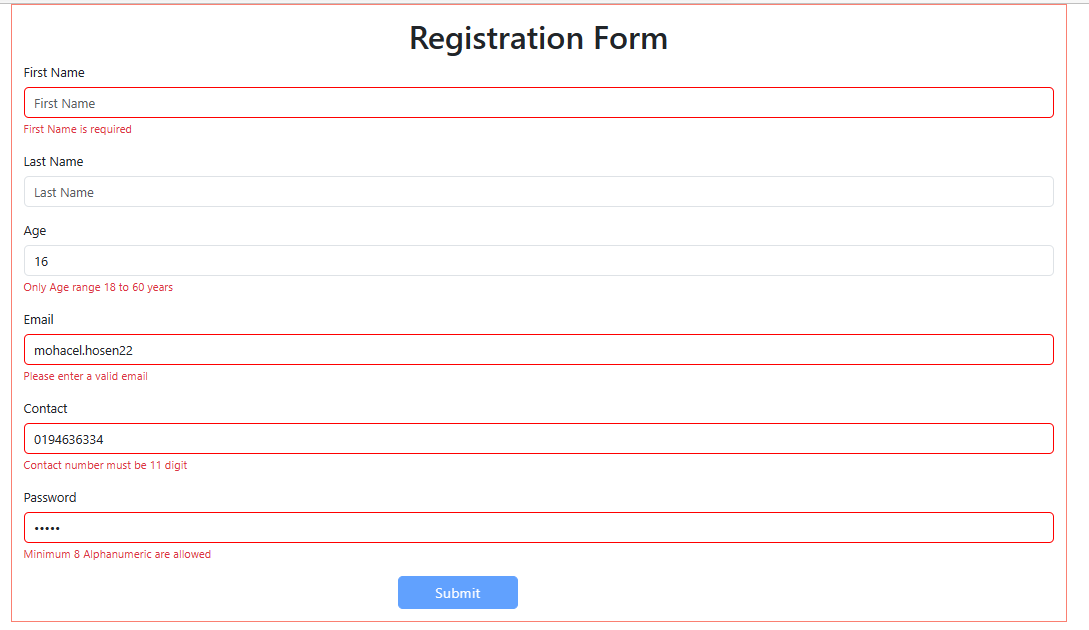 Registration Form
First Name
First Name
First Name is required
Last Name
Last Name
Age
16
Only Age range 18 to 60 years
Email
mohacel.hosen22
Please enter a valid email
Contact
0194636334
Contact number must be 11 digit
Password
•••••
Minimum 8 Alphanumeric are allowed
Submit